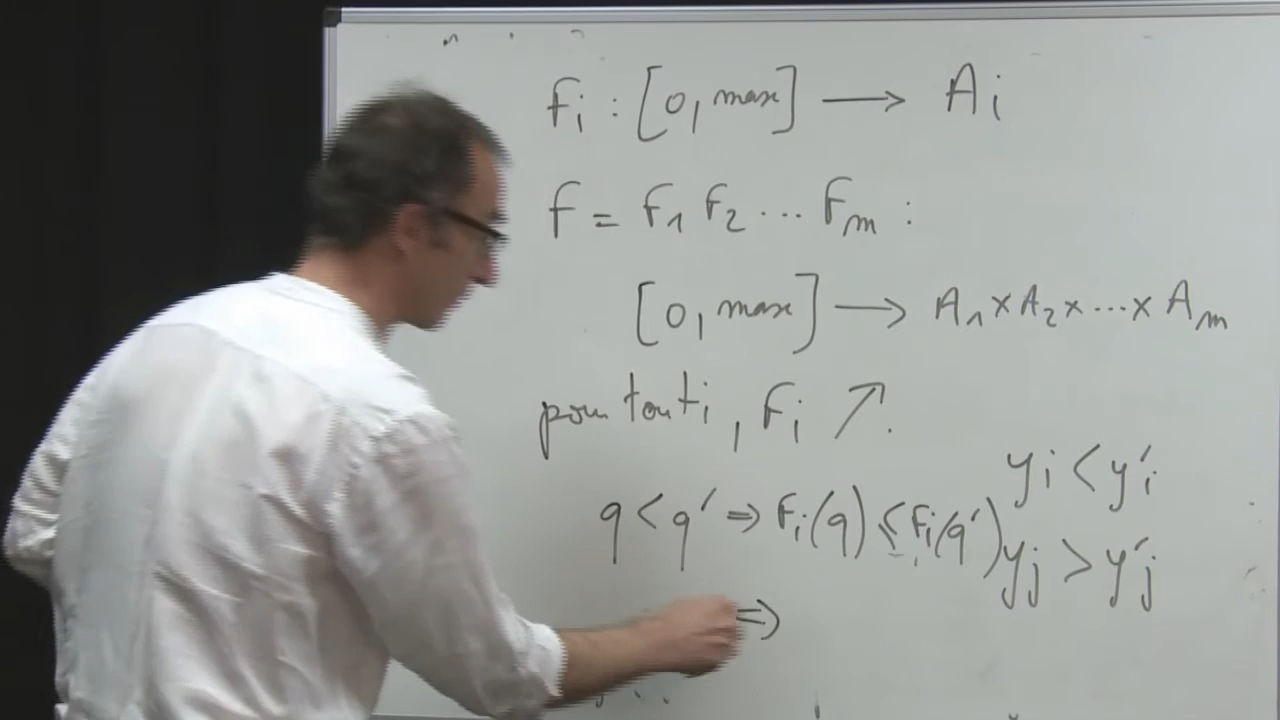 Fi : [0, max] → Ai
F = F1 F2 ... Fm :
[0, max] → A1 × A2 × ... × Am
pour tout i, Fi ↗.
yi < y'i
q < q' ⇒ Fi(q) ≤ Fi(q')
yj > y'j
⇒